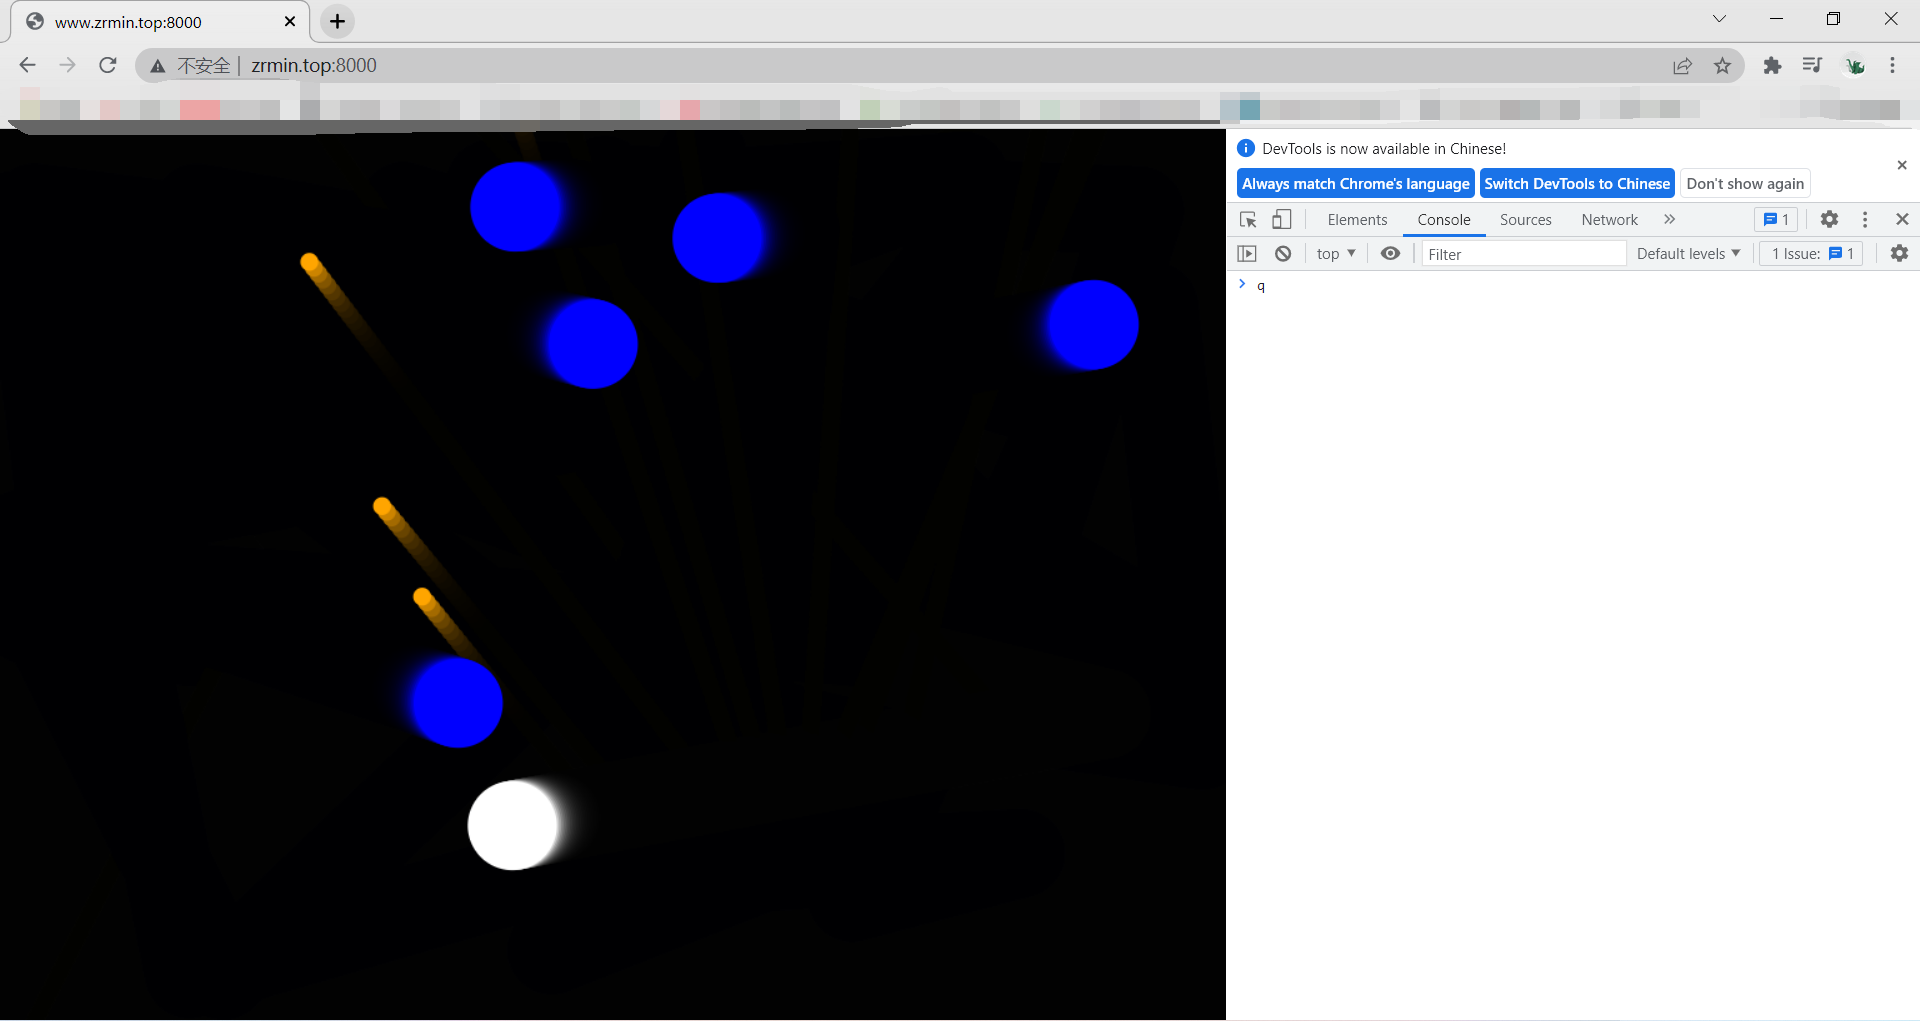 www.zrmin.top:8000
不安全 | zrmin.top:8000
DevTools is now available in Chinese!
Always match Chrome's language Switch DevTools to Chinese Don't show again
Elements Console Sources Network 1
top Filter Default levels 1 Issue: 1
q